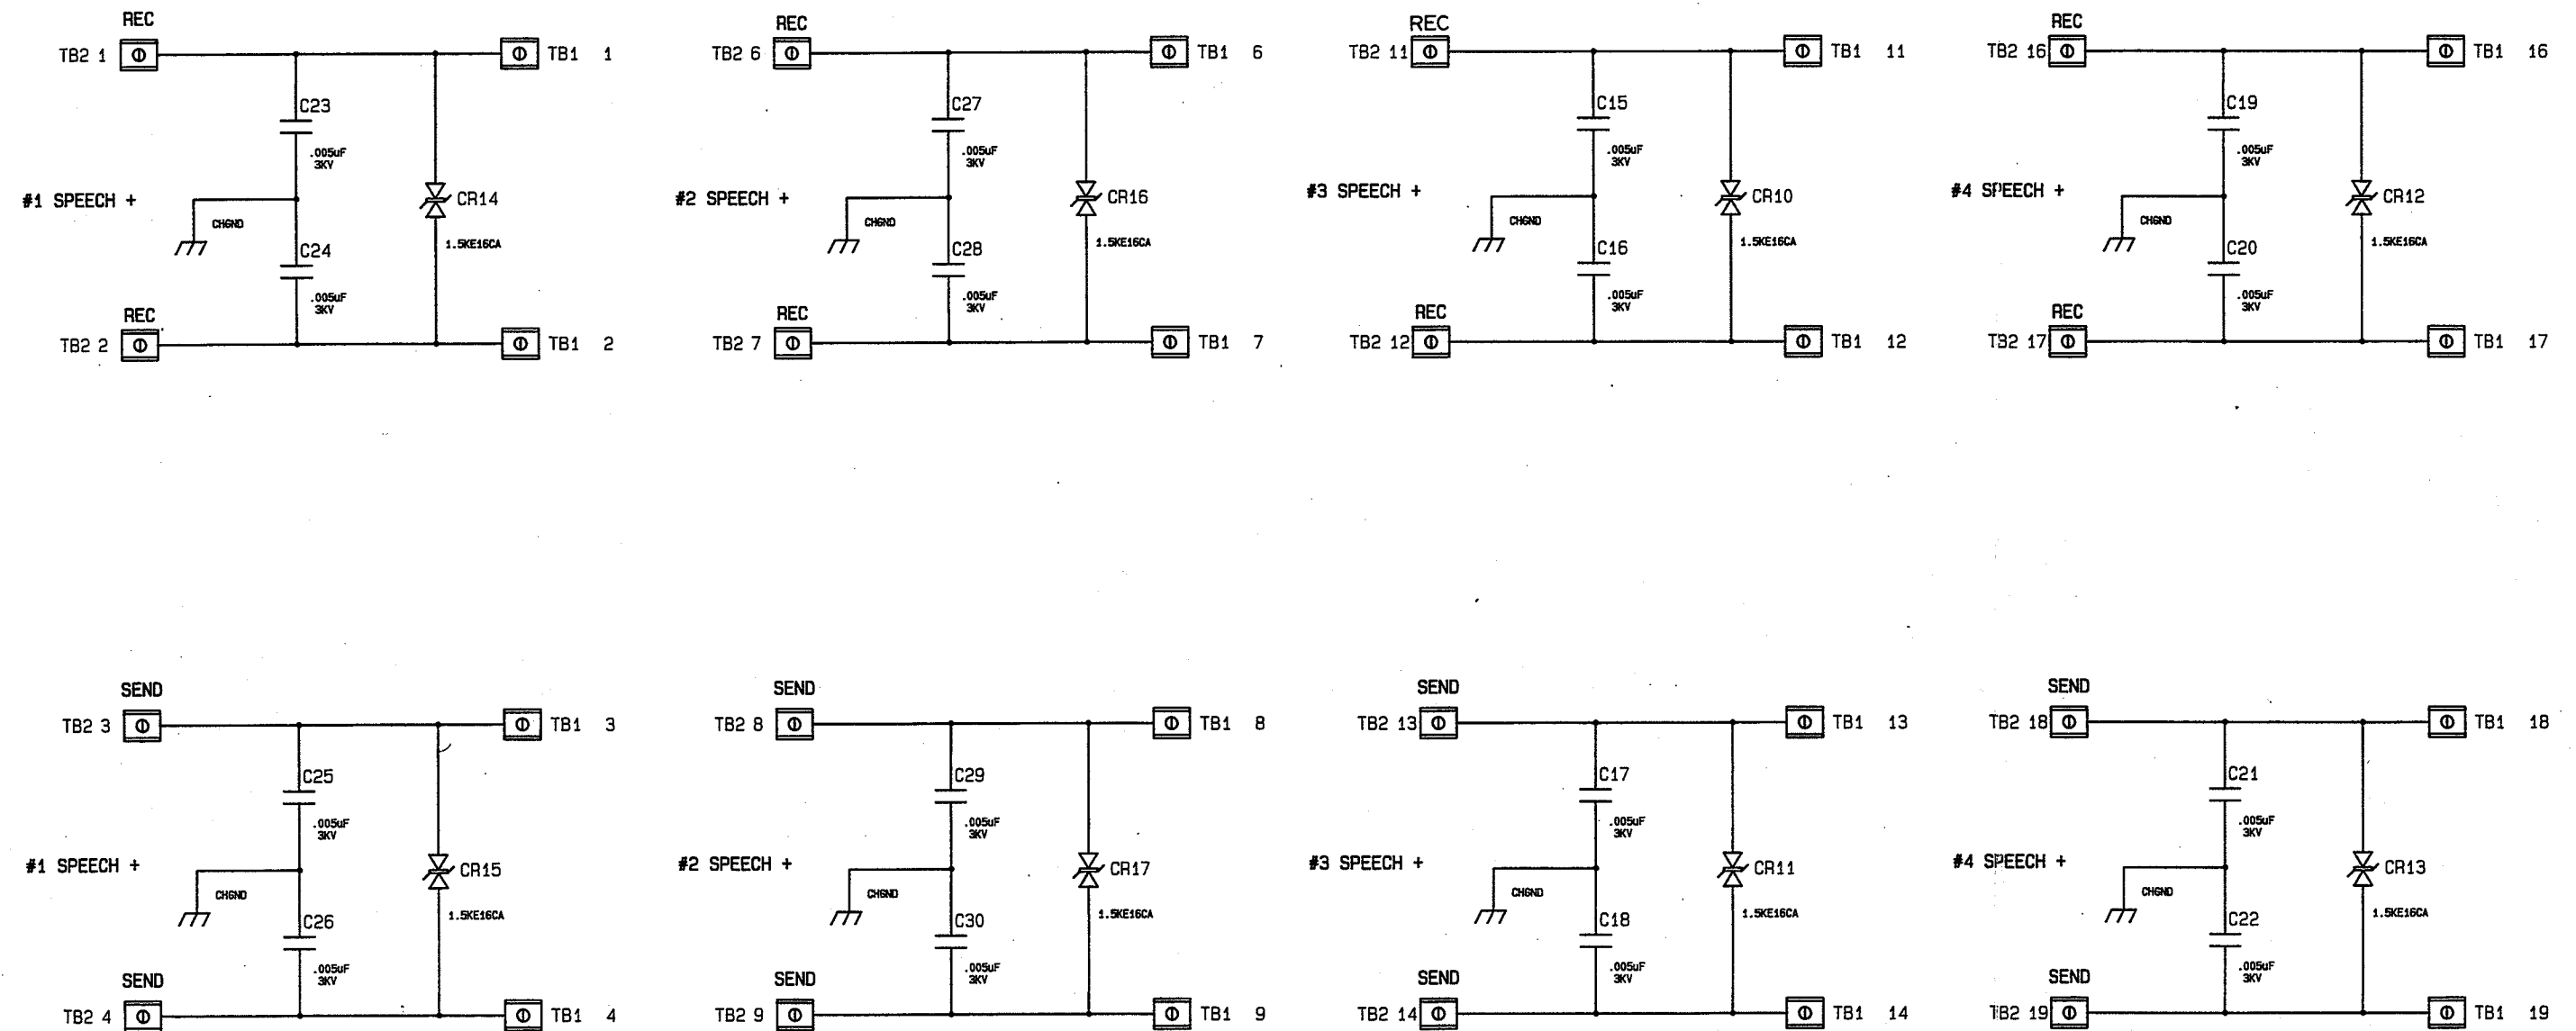 REC
TB2 1
TB1 1
C23
.005uF
3KV
#1 SPEECH +
CHGND
CR14
1.5KE16CA
C24
.005uF
3KV
REC
TB2 2
TB1 2
REC
TB2 6
TB1 6
C27
.005uF
3KV
#2 SPEECH +
CHGND
CR16
1.5KE16CA
C28
.005uF
3KV
REC
TB2 7
TB1 7
REC
TB2 11
TB1 11
C15
.005uF
3KV
#3 SPEECH +
CHGND
CR10
1.5KE16CA
C16
.005uF
3KV
REC
TB2 12
TB1 12
REC
TB2 16
TB1 16
C19
.005uF
3KV
#4 SPEECH +
CHGND
CR12
1.5KE16CA
C20
.005uF
3KV
REC
TB2 17
TB1 17
SEND
TB2 3
TB1 3
C25
.005uF
3KV
#1 SPEECH +
CHGND
CR15
1.5KE16CA
C26
.005uF
3KV
SEND
TB2 4
TB1 4
SEND
TB2 8
TB1 8
C29
.005uF
3KV
#2 SPEECH +
CHGND
CR17
1.5KE16CA
C30
.005uF
3KV
SEND
TB2 9
TB1 9
SEND
TB2 13
TB1 13
C17
.005uF
3KV
#3 SPEECH +
CHGND
CR11
1.5KE16CA
C18
.005uF
3KV
SEND
TB2 14
TB1 14
SEND
TB2 18
TB1 18
C21
.005uF
3KV
#4 SPEECH +
CHGND
CR13
1.5KE16CA
C22
.005uF
3KV
SEND
TB2 19
TB1 19